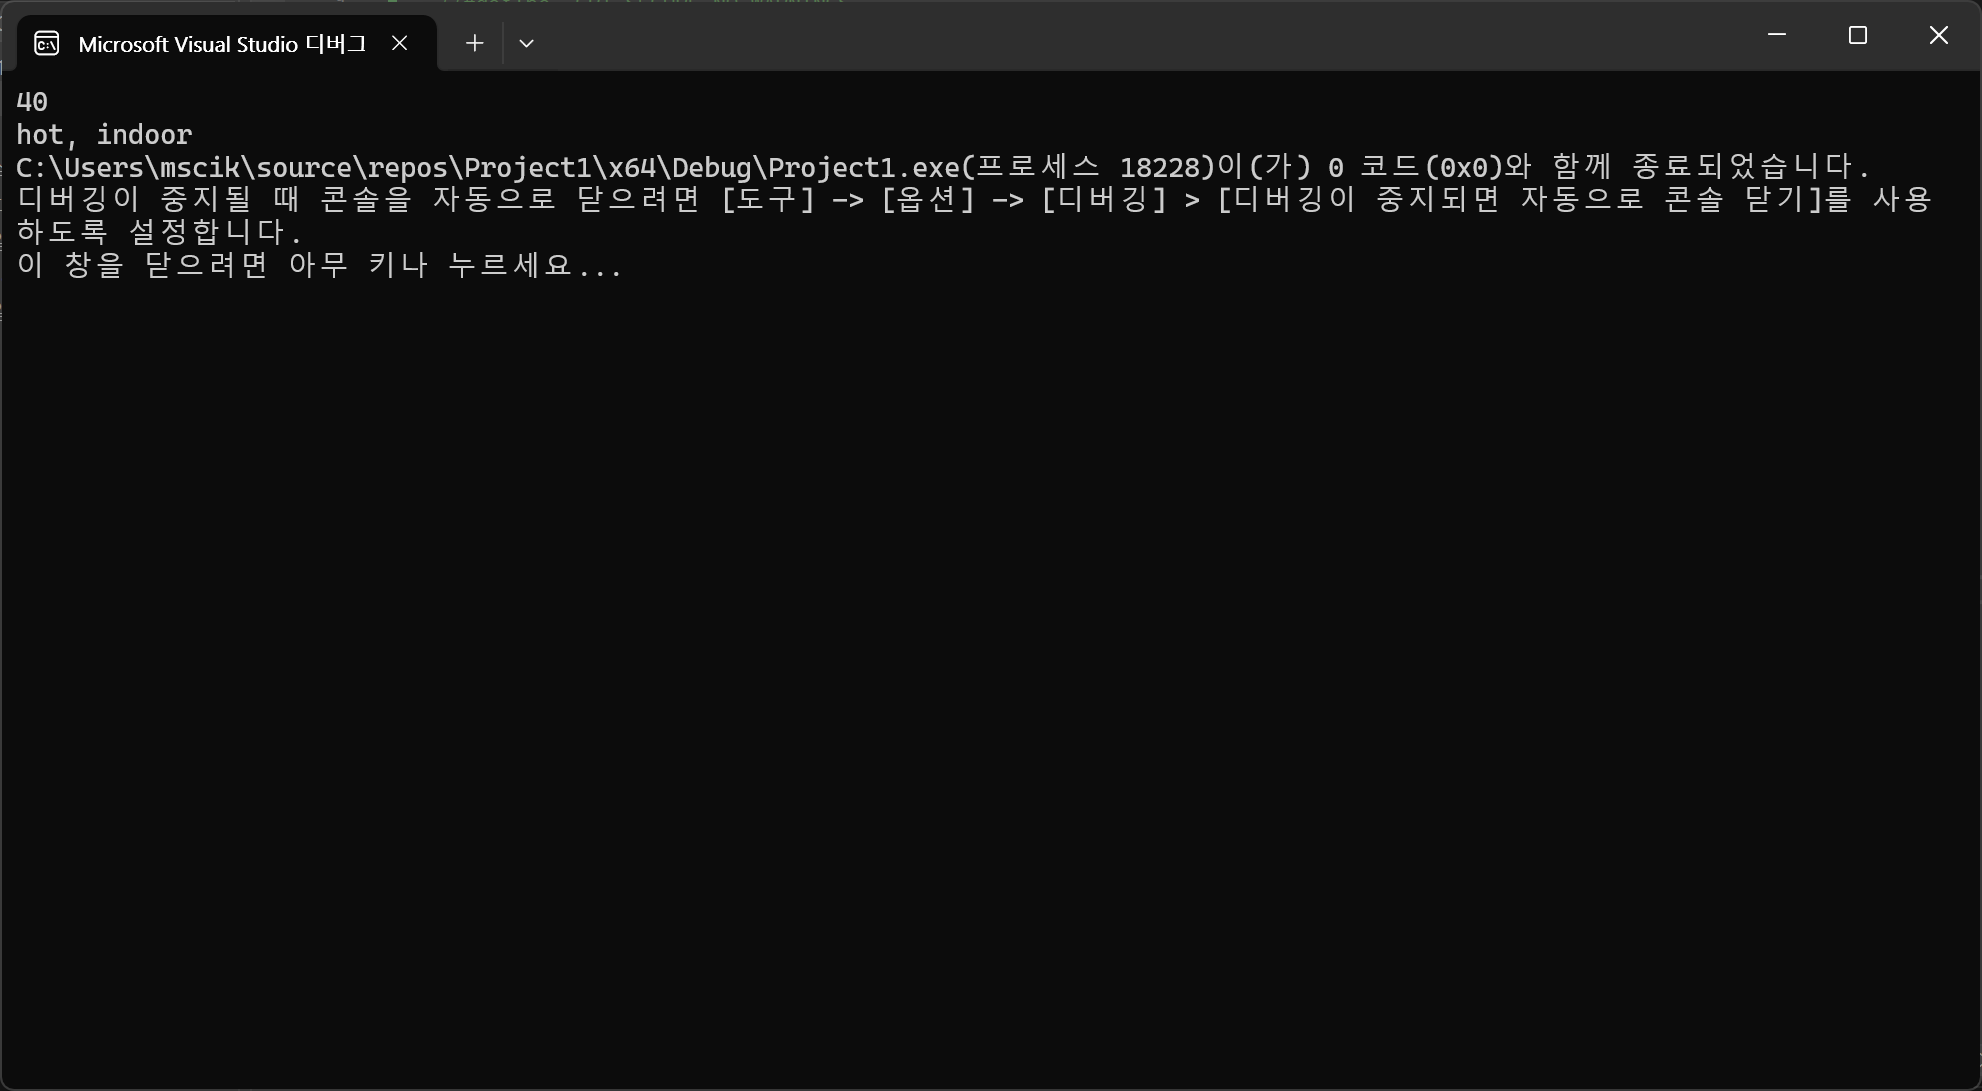 Microsoft Visual Studio 디버그
40
hot, indoor
C:\Users\mscik\source\repos\Project1\x64\Debug\Project1.exe(프로세스 18228)이(가) 0 코드(0x0)와 함께 종료되었습니다.
디버깅이 중지될 때 콘솔을 자동으로 닫으려면 [도구] -> [옵션] -> [디버깅] > [디버깅이 중지되면 자동으로 콘솔 닫기]를 사용
하도록 설정합니다.
이 창을 닫으려면 아무 키나 누르세요...